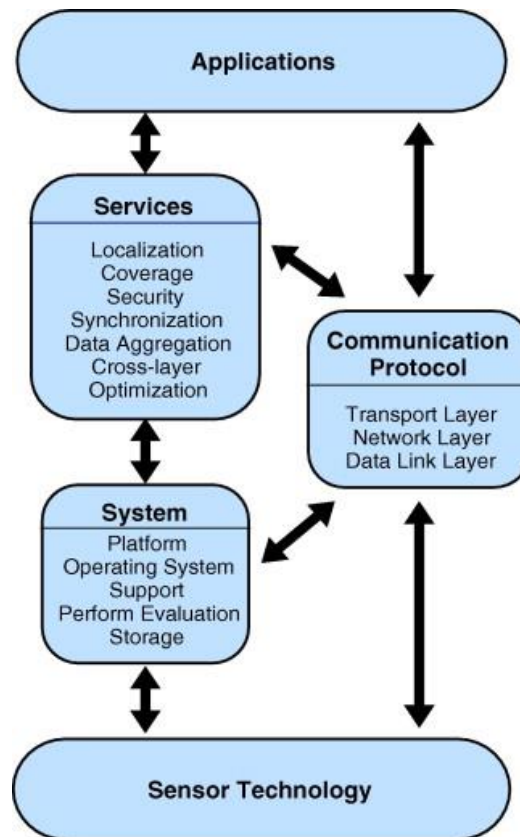 Applications
Services
Localization
Coverage
Security
Synchronization
Data Aggregation
Cross-layer
Optimization
Communication
Protocol
Transport Layer
Network Layer
Data Link Layer
System
Platform
Operating System
Support
Perform Evaluation
Storage
Sensor Technology